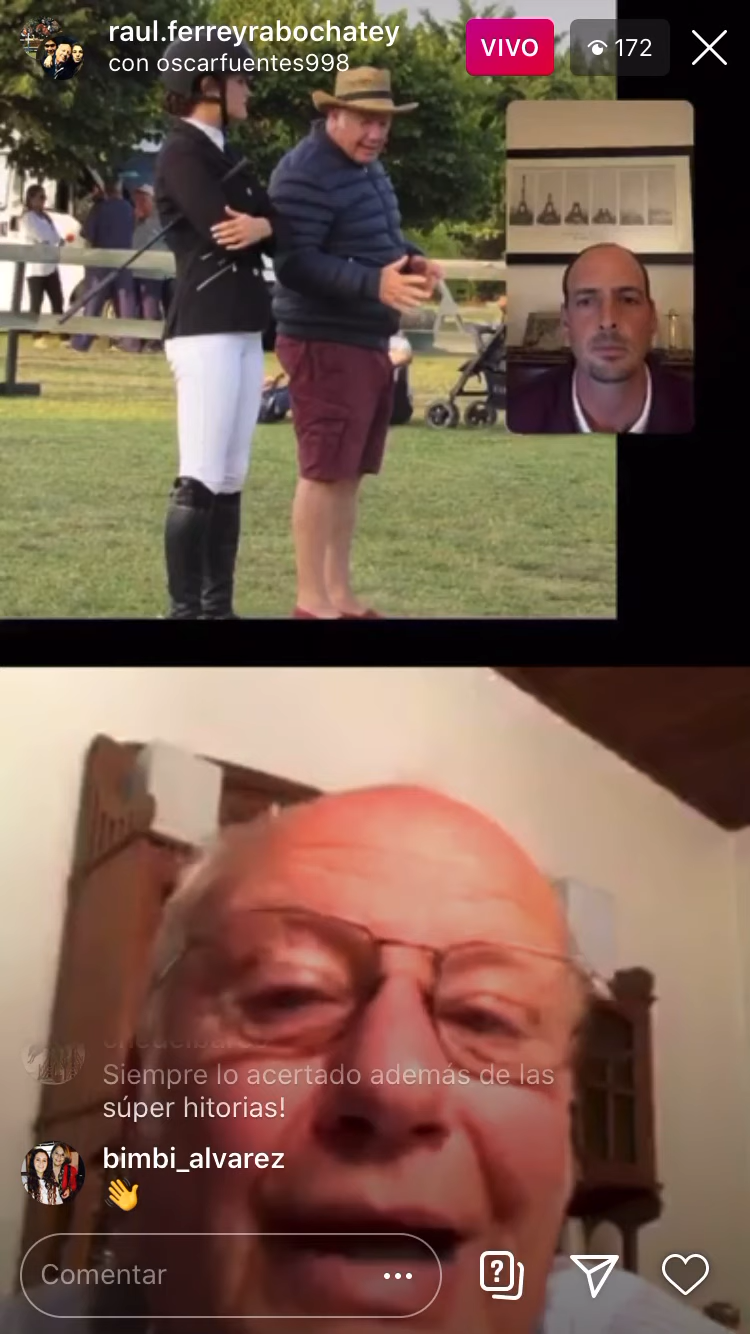 raul.ferreyrabochatey
con oscarfuentes998
VIVO
172
Siempre lo acertado además de las
súper hitorias!
bimbi_alvarez
👋
Comentar